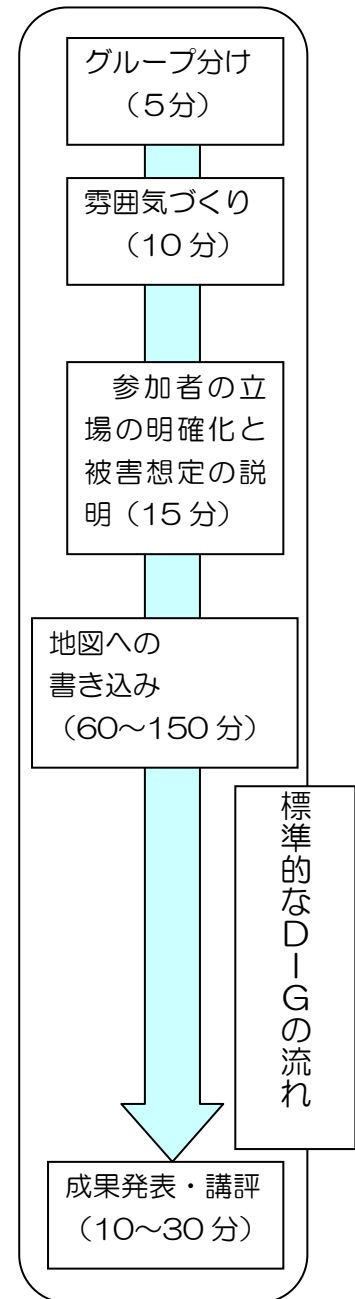 グループ分け
（5分）
雰囲気づくり
（10分）
参加者の立
場の明確化と
被害想定の説
明（15分）
地図への
書き込み
（60～150分）
標準的なＤＩＧの流れ
成果発表・講評
（10～30分）